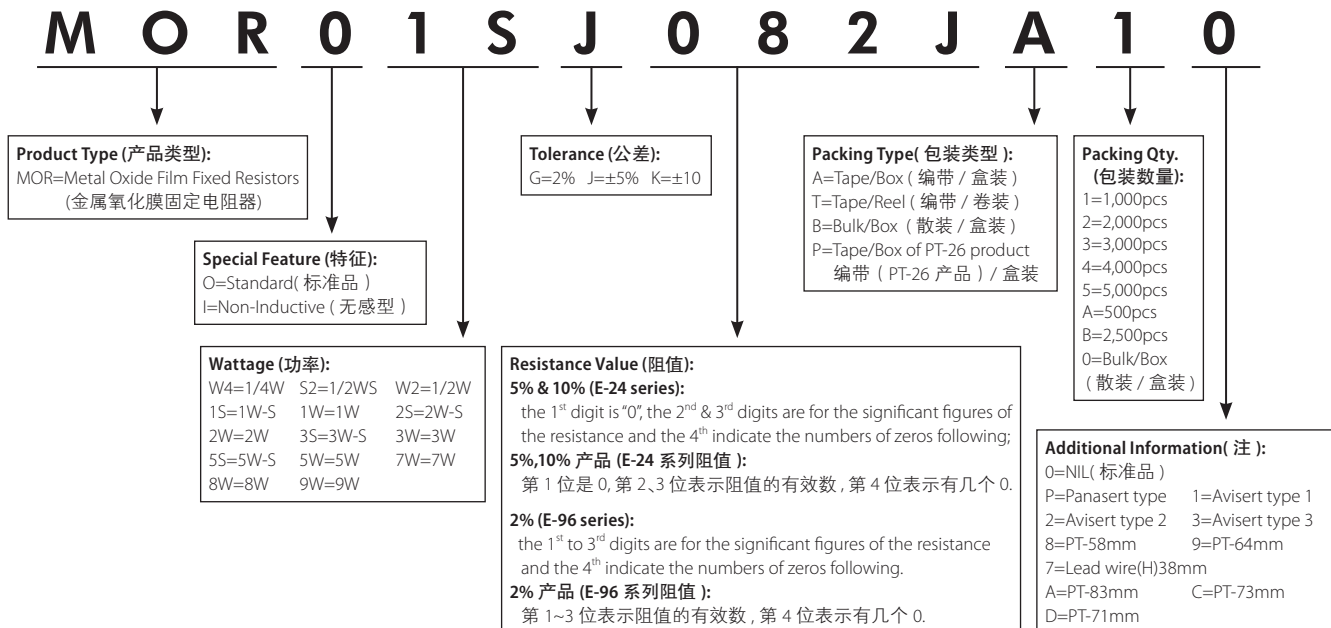 M O R 0 1 S J 0 8 2 J A 1 0
Product Type (产品类型):
MOR=Metal Oxide Film Fixed Resistors
(金属氧化膜固定电阻器)
Special Feature (特征):
O=Standard( 标准品 )
I=Non-Inductive ( 无感型 )
Wattage (功率):
W4=1/4W S2=1/2WS W2=1/2W
1S=1W-S 1W=1W 2S=2W-S
2W=2W 3S=3W-S 3W=3W
5S=5W-S 5W=5W 7W=7W
8W=8W 9W=9W
Tolerance (公差):
G=2% J=±5% K=±10
Resistance Value (阻值):
5% & 10% (E-24 series):
the 1st digit is "0", the 2nd & 3rd digits are for the significant figures of
the resistance and the 4th indicate the numbers of zeros following;
5%,10% 产品 (E-24 系列阻值 ):
第 1 位是 0, 第 2、3 位表示阻值的有效数 , 第 4 位表示有几个 0.
2% (E-96 series):
the 1st to 3rd digits are for the significant figures of the resistance
and the 4th indicate the numbers of zeros following.
2% 产品 (E-96 系列阻值 ):
第 1~3 位表示阻值的有效数 , 第 4 位表示有几个 0.
Packing Type( 包装类型 ):
A=Tape/Box ( 编带 / 盒装 )
T=Tape/Reel ( 编带 / 卷装 )
B=Bulk/Box ( 散装 / 盒装 )
P=Tape/Box of PT-26 product
编带 ( PT-26 产品 ) / 盒装
Packing Qty.
(包装数量):
1=1,000pcs
2=2,000pcs
3=3,000pcs
4=4,000pcs
5=5,000pcs
A=500pcs
B=2,500pcs
0=Bulk/Box
( 散装 / 盒装 )
Additional Information( 注 ):
0=NIL( 标准品 )
P=Panasert type 1=Avisert type 1
2=Avisert type 2 3=Avisert type 3
8=PT-58mm 9=PT-64mm
7=Lead wire(H)38mm
A=PT-83mm C=PT-73mm
D=PT-71mm